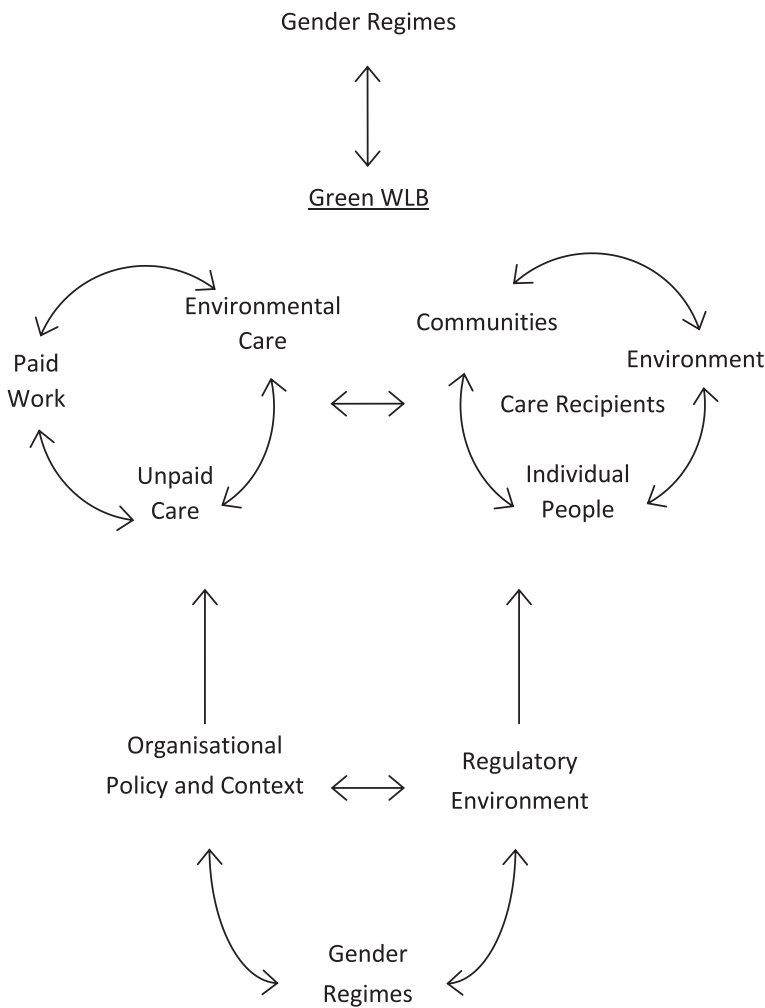 Gender Regimes
Green WLB
Environmental
Care
Paid
Work
Unpaid
Care
Communities
Environment
Care Recipients
Individual
People
Organisational
Policy and Context
Regulatory
Environment
Gender
Regimes